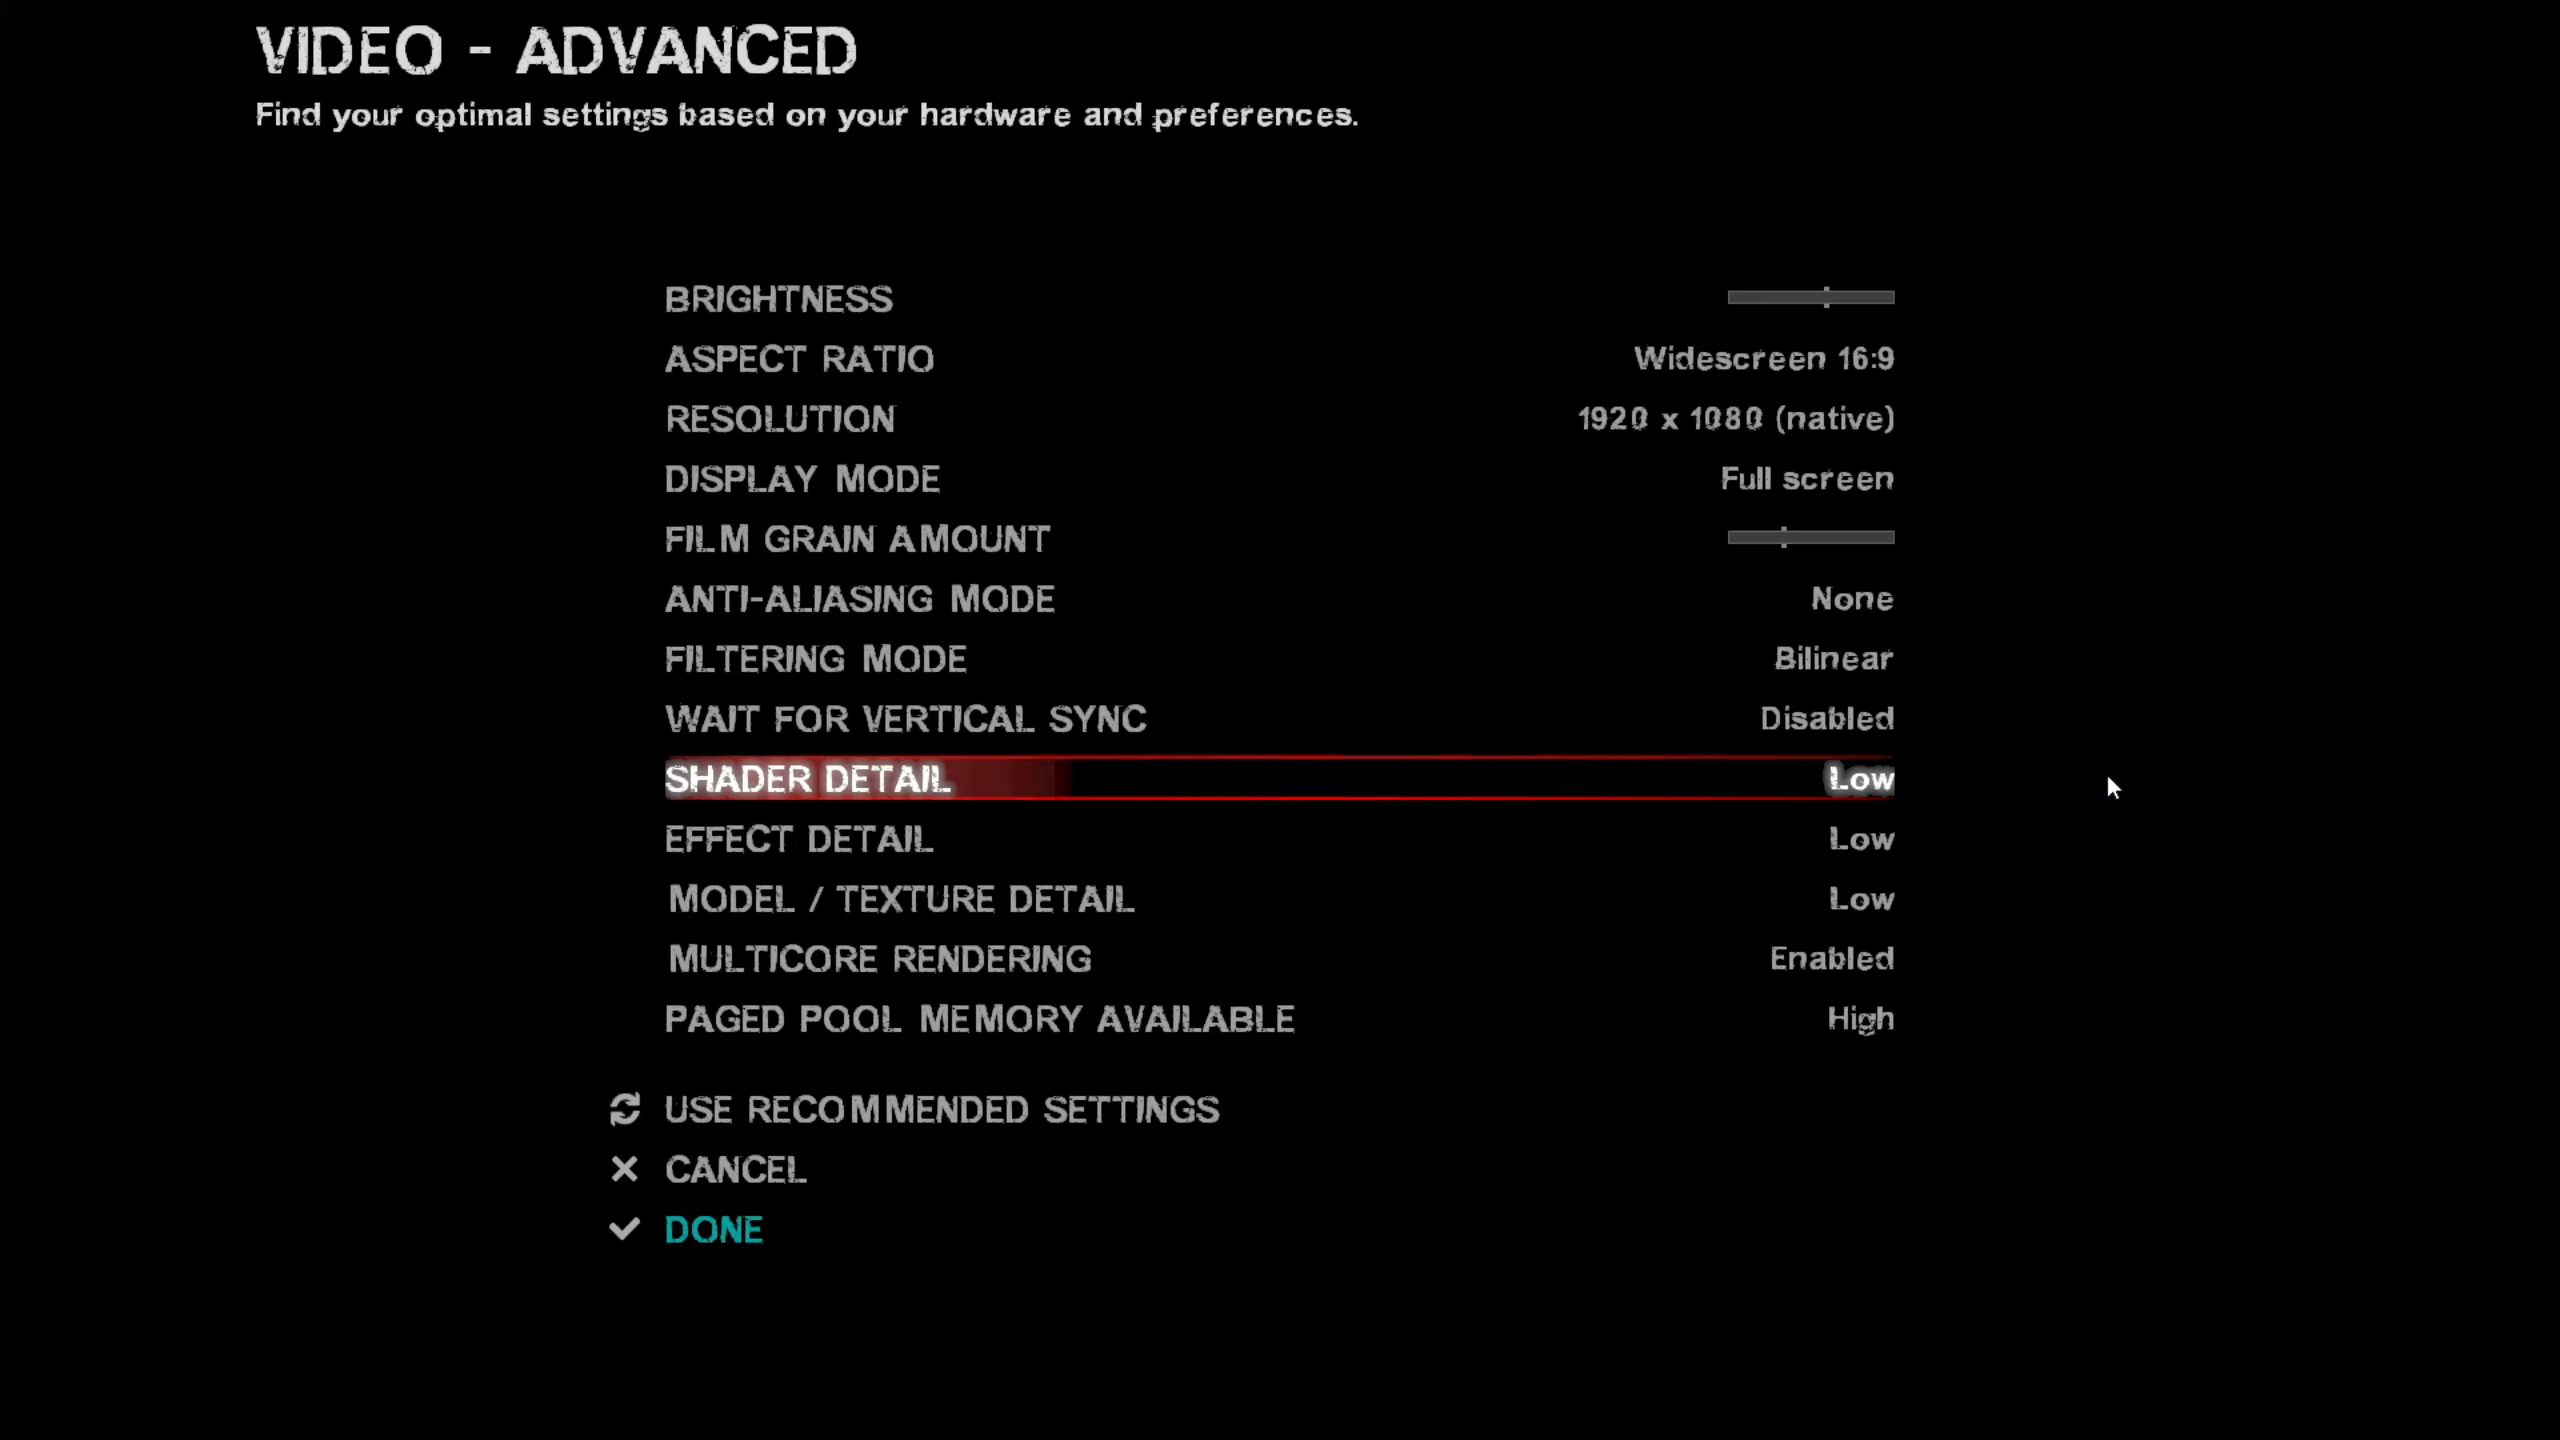 VIDEO - ADVANCED
Find your optimal settings based on your hardware and preferences.
BRIGHTNESS
ASPECT RATIO Widescreen 16:9
RESOLUTION 1920 x 1080 (native)
DISPLAY MODE Full screen
FILM GRAIN AMOUNT
ANTI-ALIASING MODE None
FILTERING MODE Bilinear
WAIT FOR VERTICAL SYNC Disabled
SHADER DETAIL Low
EFFECT DETAIL Low
MODEL / TEXTURE DETAIL Low
MULTICORE RENDERING Enabled
PAGED POOL MEMORY AVAILABLE High
USE RECOMMENDED SETTINGS
CANCEL
DONE